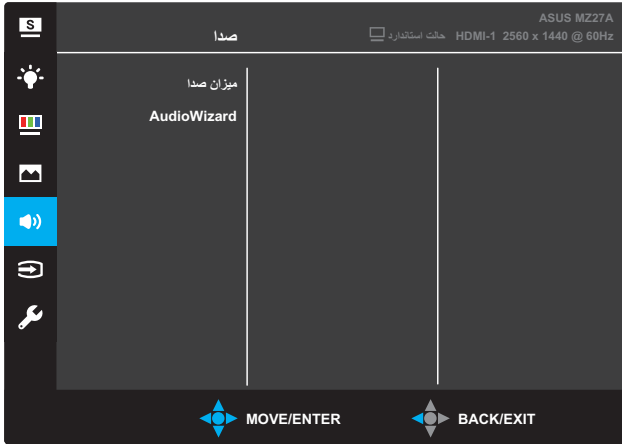 S
ASUS MZ27A
صدا
حالت استاندارد HDMI-1 2560 x 1440 @ 60Hz
میزان صدا
AudioWizard
MOVE/ENTER
BACK/EXIT